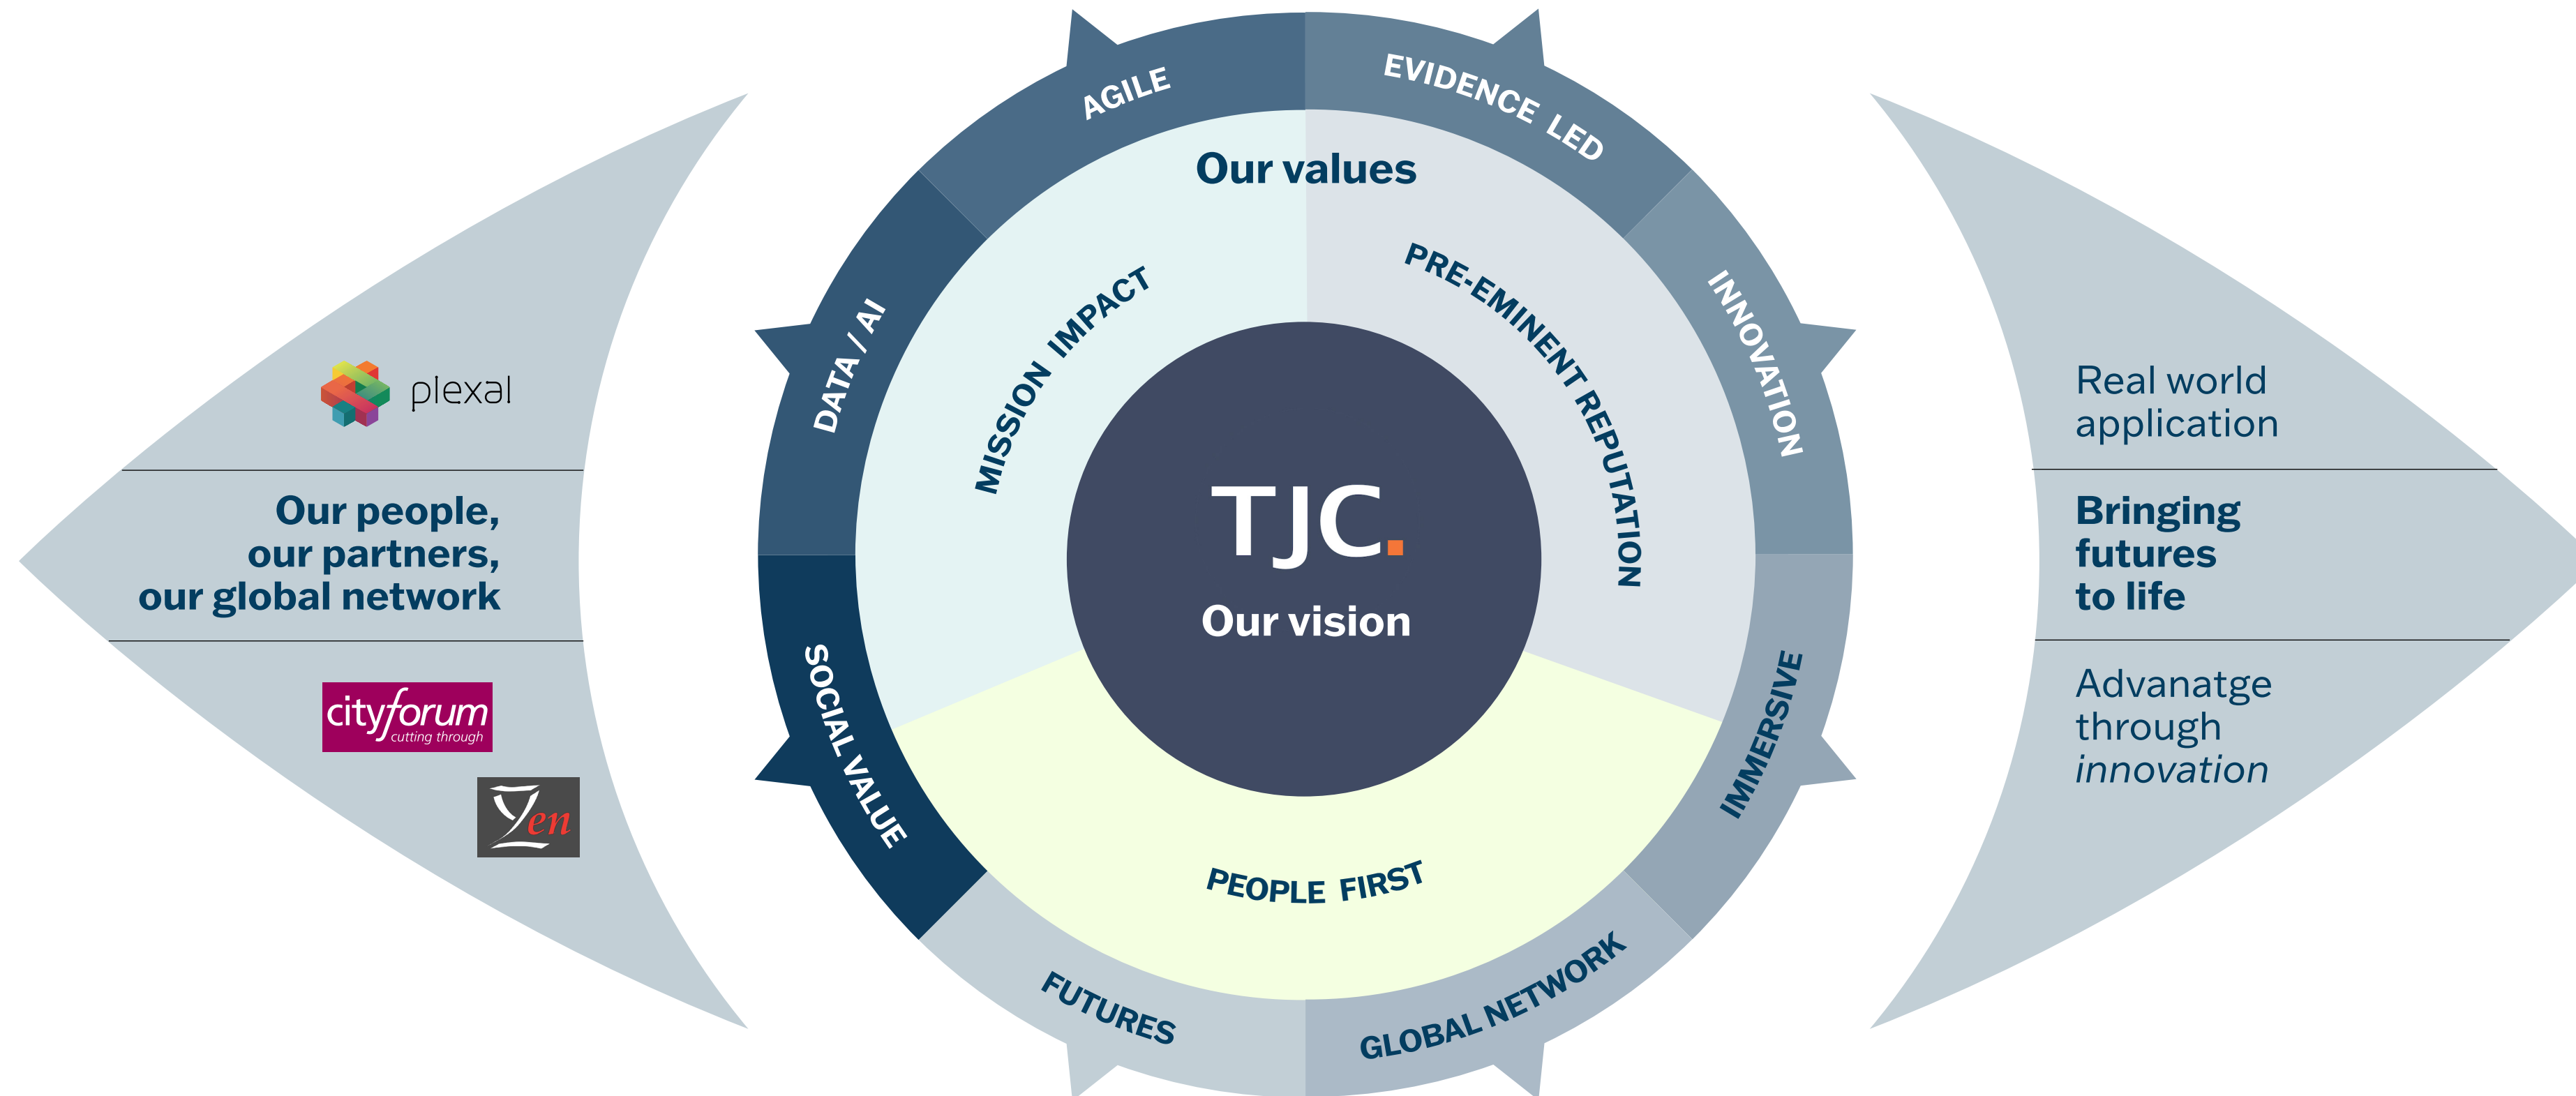 plexal
Our people,
our partners,
our global network
cityforum
cutting through
Yen
AGILE
EVIDENCE LED
INNOVATION
IMMERSIVE
GLOBAL NETWORK
FUTURES
SOCIAL VALUE
DATA / AI
Our values
MISSION IMPACT
PRE-EMINENT REPUTATION
PEOPLE FIRST
TJC.
Our vision
Real world
application
Bringing
futures
to life
Advanatge
through
innovation